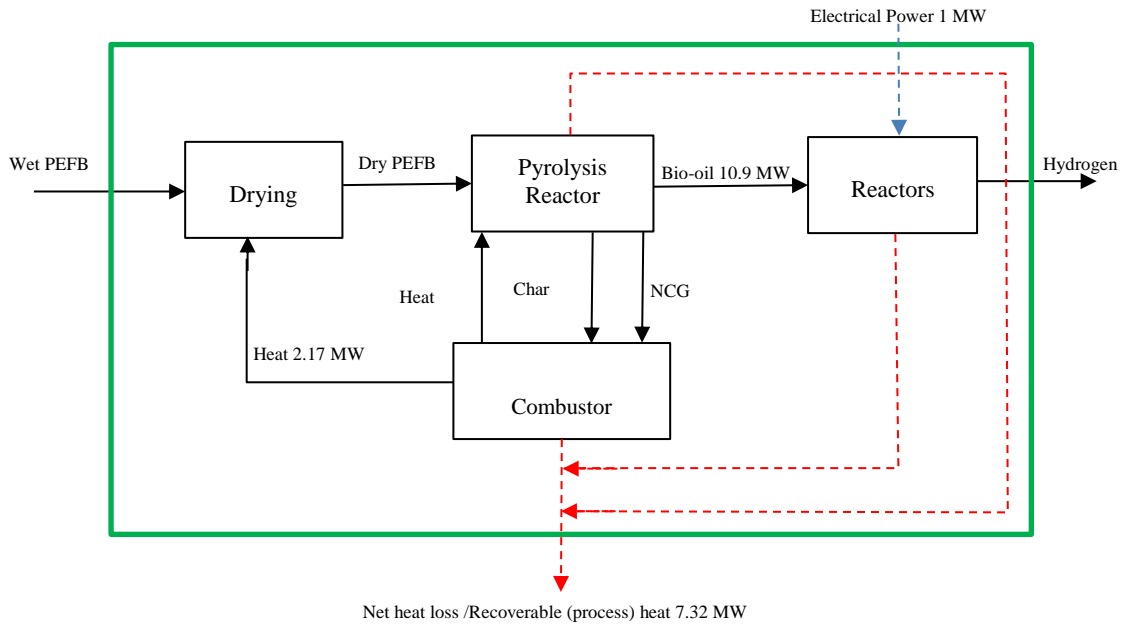 Electrical Power 1 MW
Wet PEFB
Drying
Dry PEFB
Pyrolysis
Reactor
Bio-oil 10.9 MW
Reactors
Hydrogen
Heat
Char
NCG
Heat 2.17 MW
Combustor
Net heat loss /Recoverable (process) heat 7.32 MW